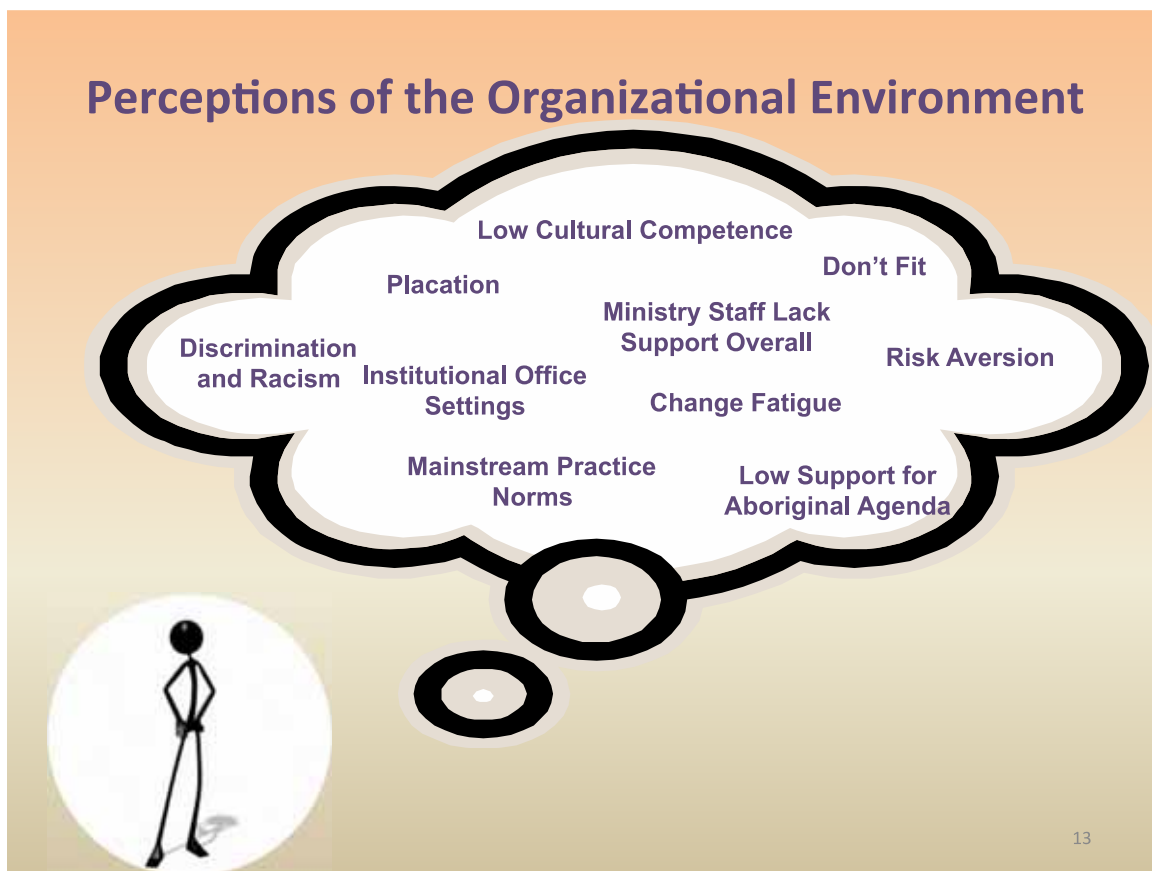 Perceptions of the Organizational Environment
Low Cultural Competence
Don’t Fit
Placation
Ministry Staff Lack
Support Overall
Discrimination
and Racism
Risk Aversion
Institutional Office
Settings
Change Fatigue
Mainstream Practice
Norms
Low Support for
Aboriginal Agenda
13